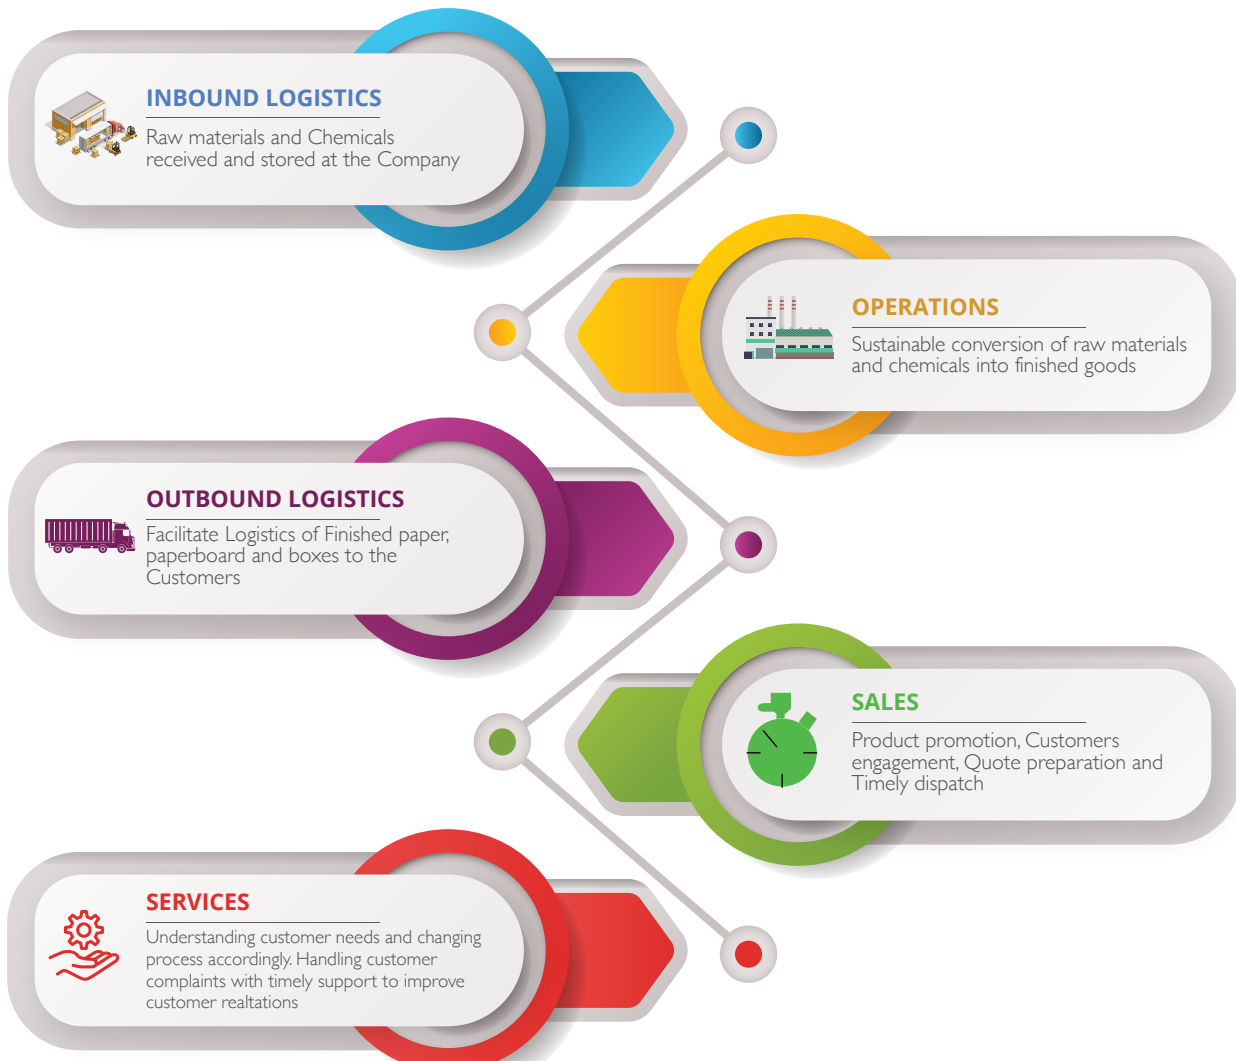 INBOUND LOGISTICS
Raw materials and Chemicals
received and stored at the Company
OPERATIONS
Sustainable conversion of raw materials
and chemicals into finished goods
OUTBOUND LOGISTICS
Facilitate Logistics of Finished paper,
paperboard and boxes to the
Customers
SALES
Product promotion, Customers
engagement, Quote preparation and
Timely dispatch
SERVICES
Understanding customer needs and changing
process accordingly. Handling customer
complaints with timely support to improve
customer realtations